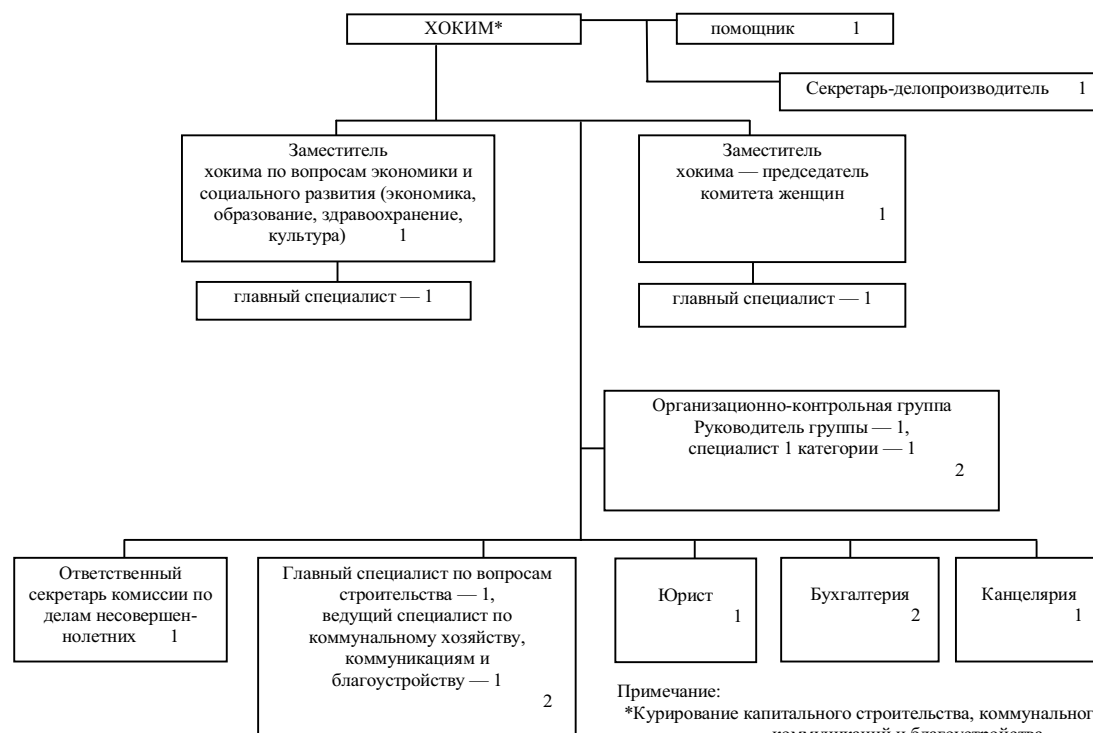 ХОКИМ*
помощник 1
Секретарь-делопроизводитель 1
Заместитель
хокима по вопросам экономики и
социального развития (экономика,
образование, здравоохранение,
культура) 1
Заместитель
хокима — председатель
комитета женщин
1
главный специалист — 1
главный специалист — 1
Организационно-контрольная группа
Руководитель группы — 1,
специалист 1 категории — 1
2
Ответственный
секретарь комиссии по
делам несовершен-
нолетних 1
Главный специалист по вопросам
строительства — 1,
ведущий специалист по
коммунальному хозяйству,
коммуникациям и
благоустройству — 1
2
Юрист
1
Бухгалтерия
2
Канцелярия
1
Примечание:
*Курирование капитального строительства, коммунального
коммуникаций и благоустройства